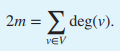 2m = ∑ deg(v).
v∈V